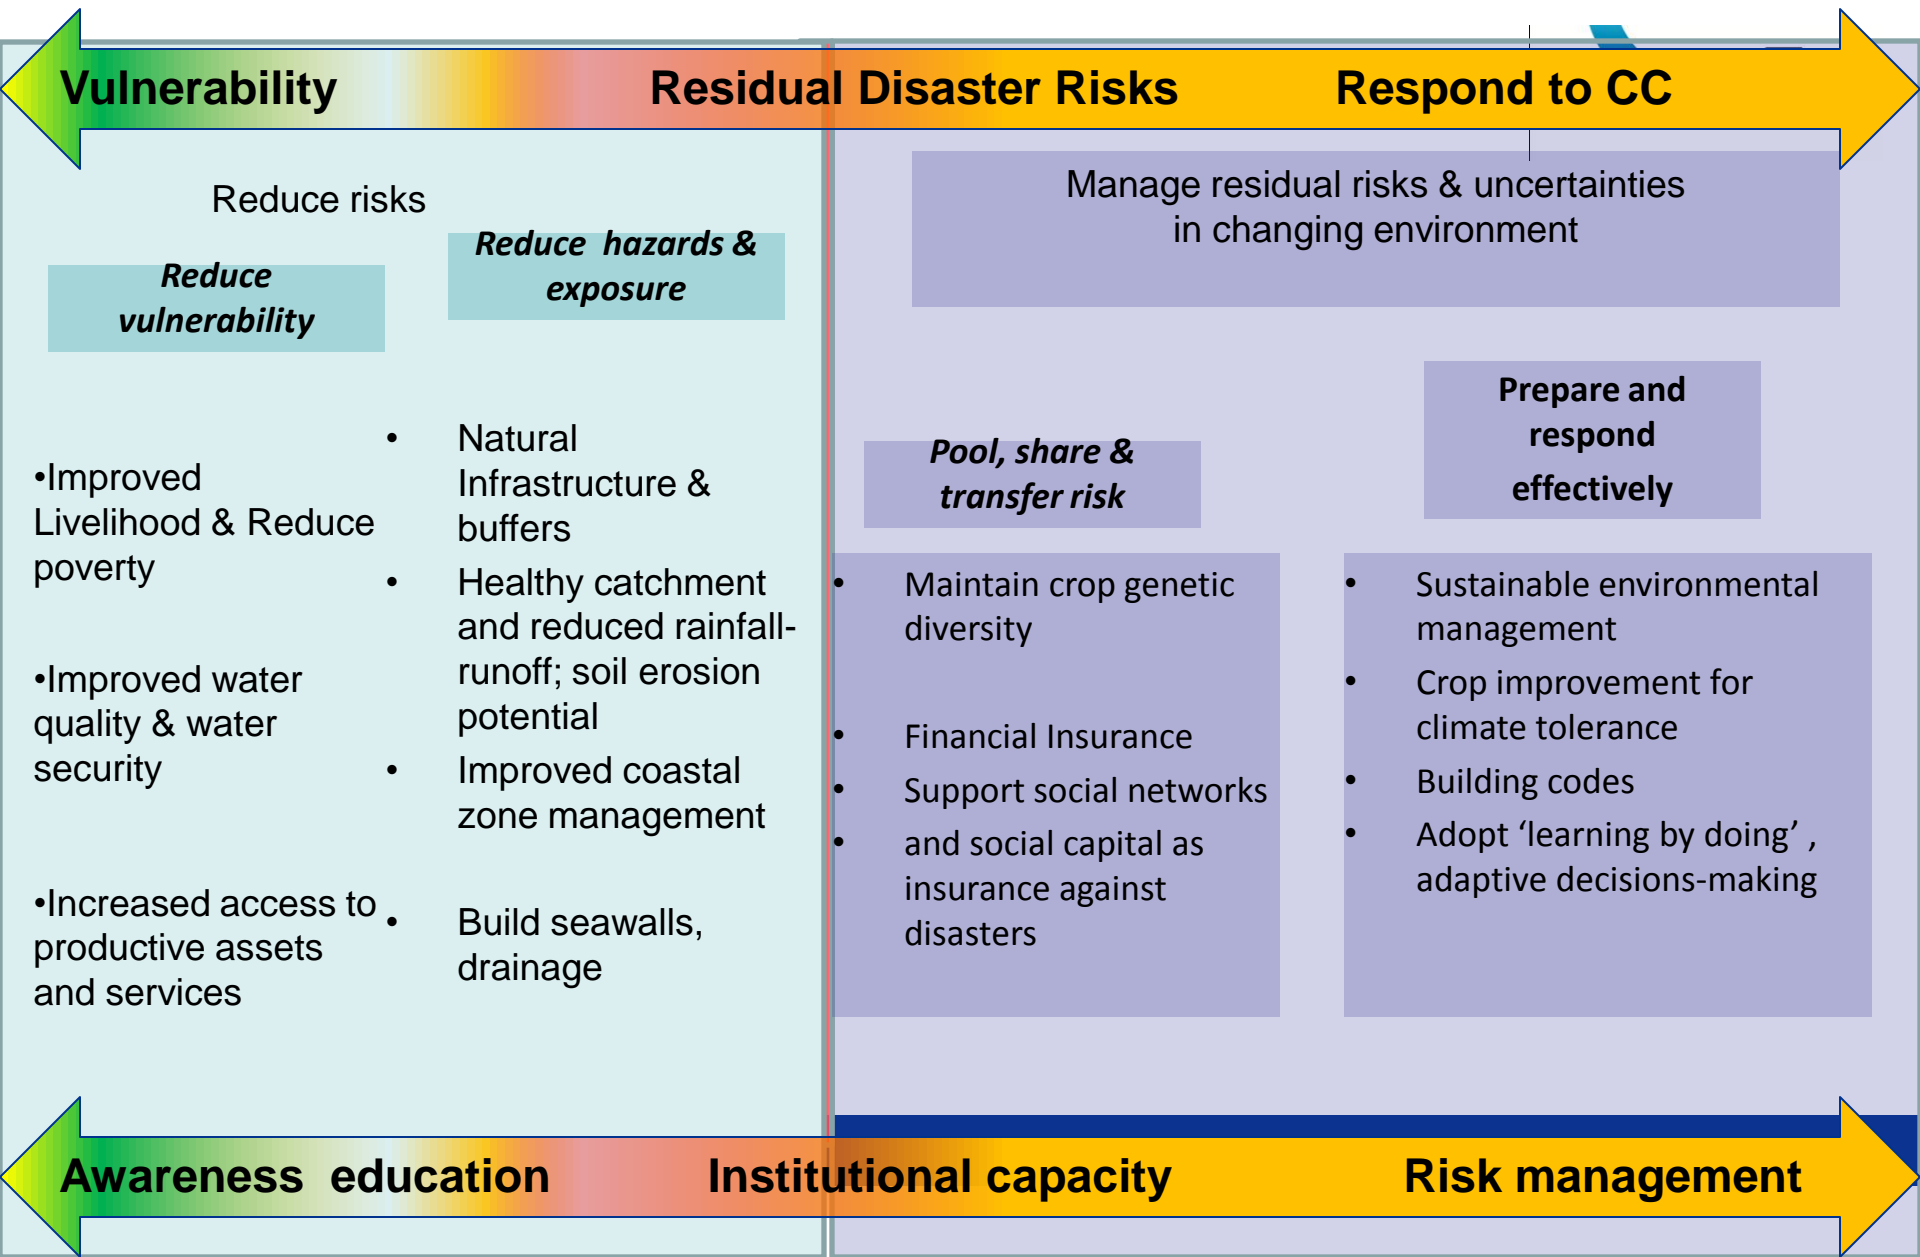 Vulnerability Residual Disaster Risks Respond to CC
Reduce risks
Reduce
vulnerability
•Improved
Livelihood & Reduce
poverty
•Improved water
quality & water
security
•Increased access to
productive assets
and services
Reduce hazards &
exposure
• Natural
Infrastructure &
buffers
• Healthy catchment
and reduced rainfall-
runoff; soil erosion
potential
• Improved coastal
zone management
• Build seawalls,
drainage
Manage residual risks & uncertainties
in changing environment
Pool, share &
transfer risk
• Maintain crop genetic
diversity
• Financial Insurance
• Support social networks
• and social capital as
insurance against
disasters
Prepare and
respond
effectively
• Sustainable environmental
management
• Crop improvement for
climate tolerance
• Building codes
• Adopt ‘learning by doing’ ,
adaptive decisions-making
Awareness education Institutional capacity Risk management